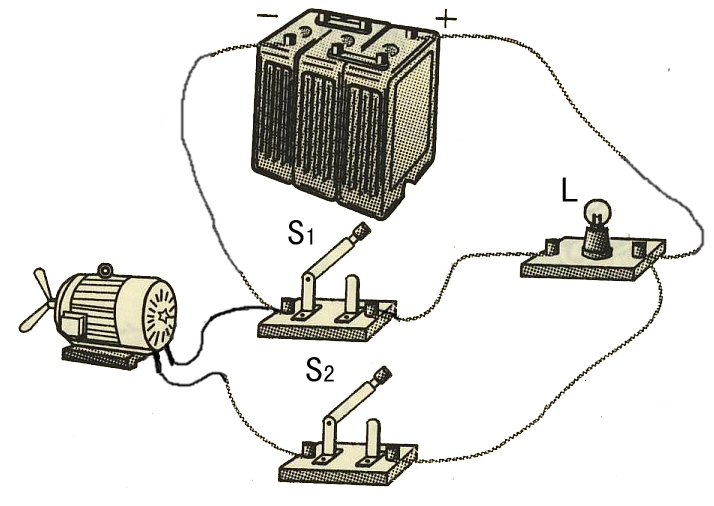 − +
L
S1
S2